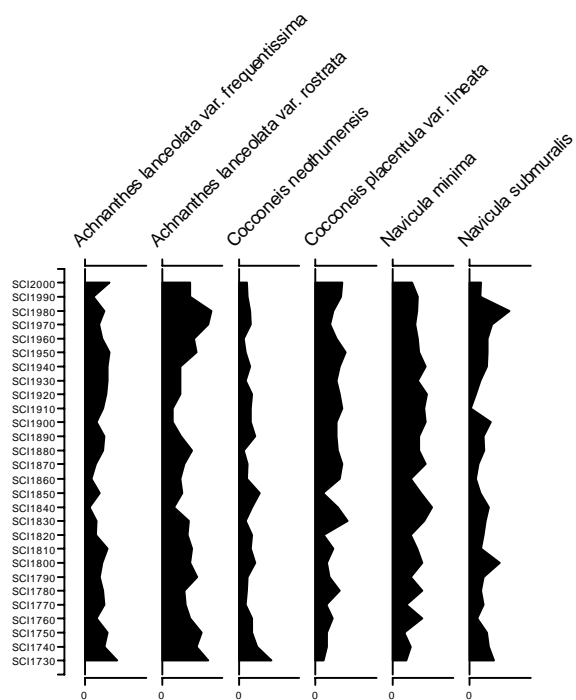 Achnanthes lanceolata var. frequentissima
Achnanthes lanceolata var. rostrata
Cocconeis neothumensis
Cocconeis placentula var. lineata
Navicula minima
Navicula submuralis
SCI2000
SCI1990
SCI1980
SCI1970
SCI1960
SCI1950
SCI1940
SCI1930
SCI1920
SCI1910
SCI1900
SCI1890
SCI1880
SCI1870
SCI1860
SCI1850
SCI1840
SCI1830
SCI1820
SCI1810
SCI1800
SCI1790
SCI1780
SCI1770
SCI1760
SCI1750
SCI1740
SCI1730
0 0 0 0 0 0